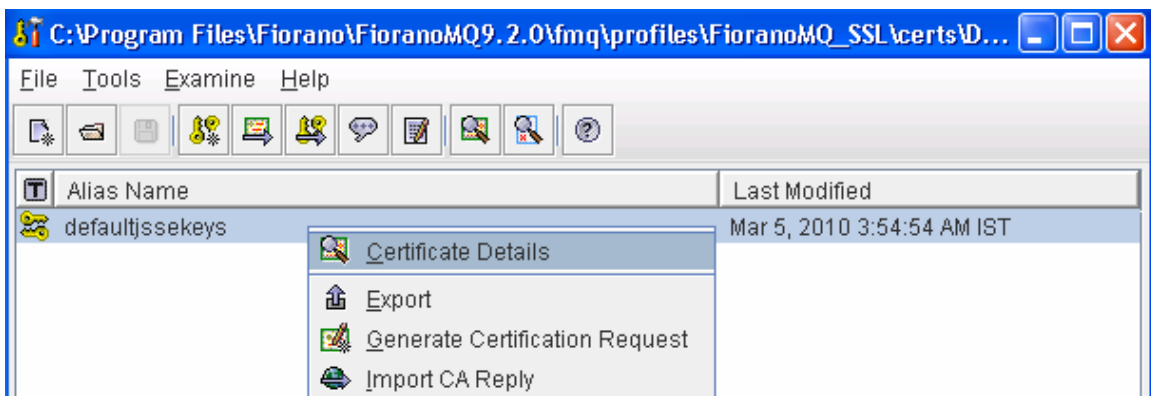 C:\Program Files\Fiorano\FioranoMQ9.2.0\fmq\profiles\FioranoMQ_SSL\certs\D...
File Tools Examine Help
T Alias Name Last Modified
defaultjssekeys Mar 5, 2010 3:54:54 AM IST
Certificate Details
Export
Generate Certification Request
Import CA Reply